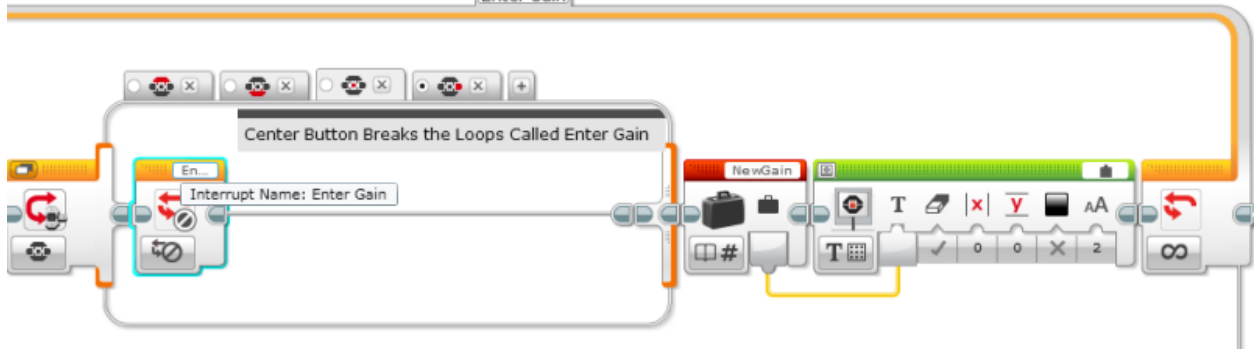 Enter Gain
Center Button Breaks the Loops Called Enter Gain
En...
Interrupt Name: Enter Gain
NewGain
#
T
x
y
AA
T
0
0
2
∞